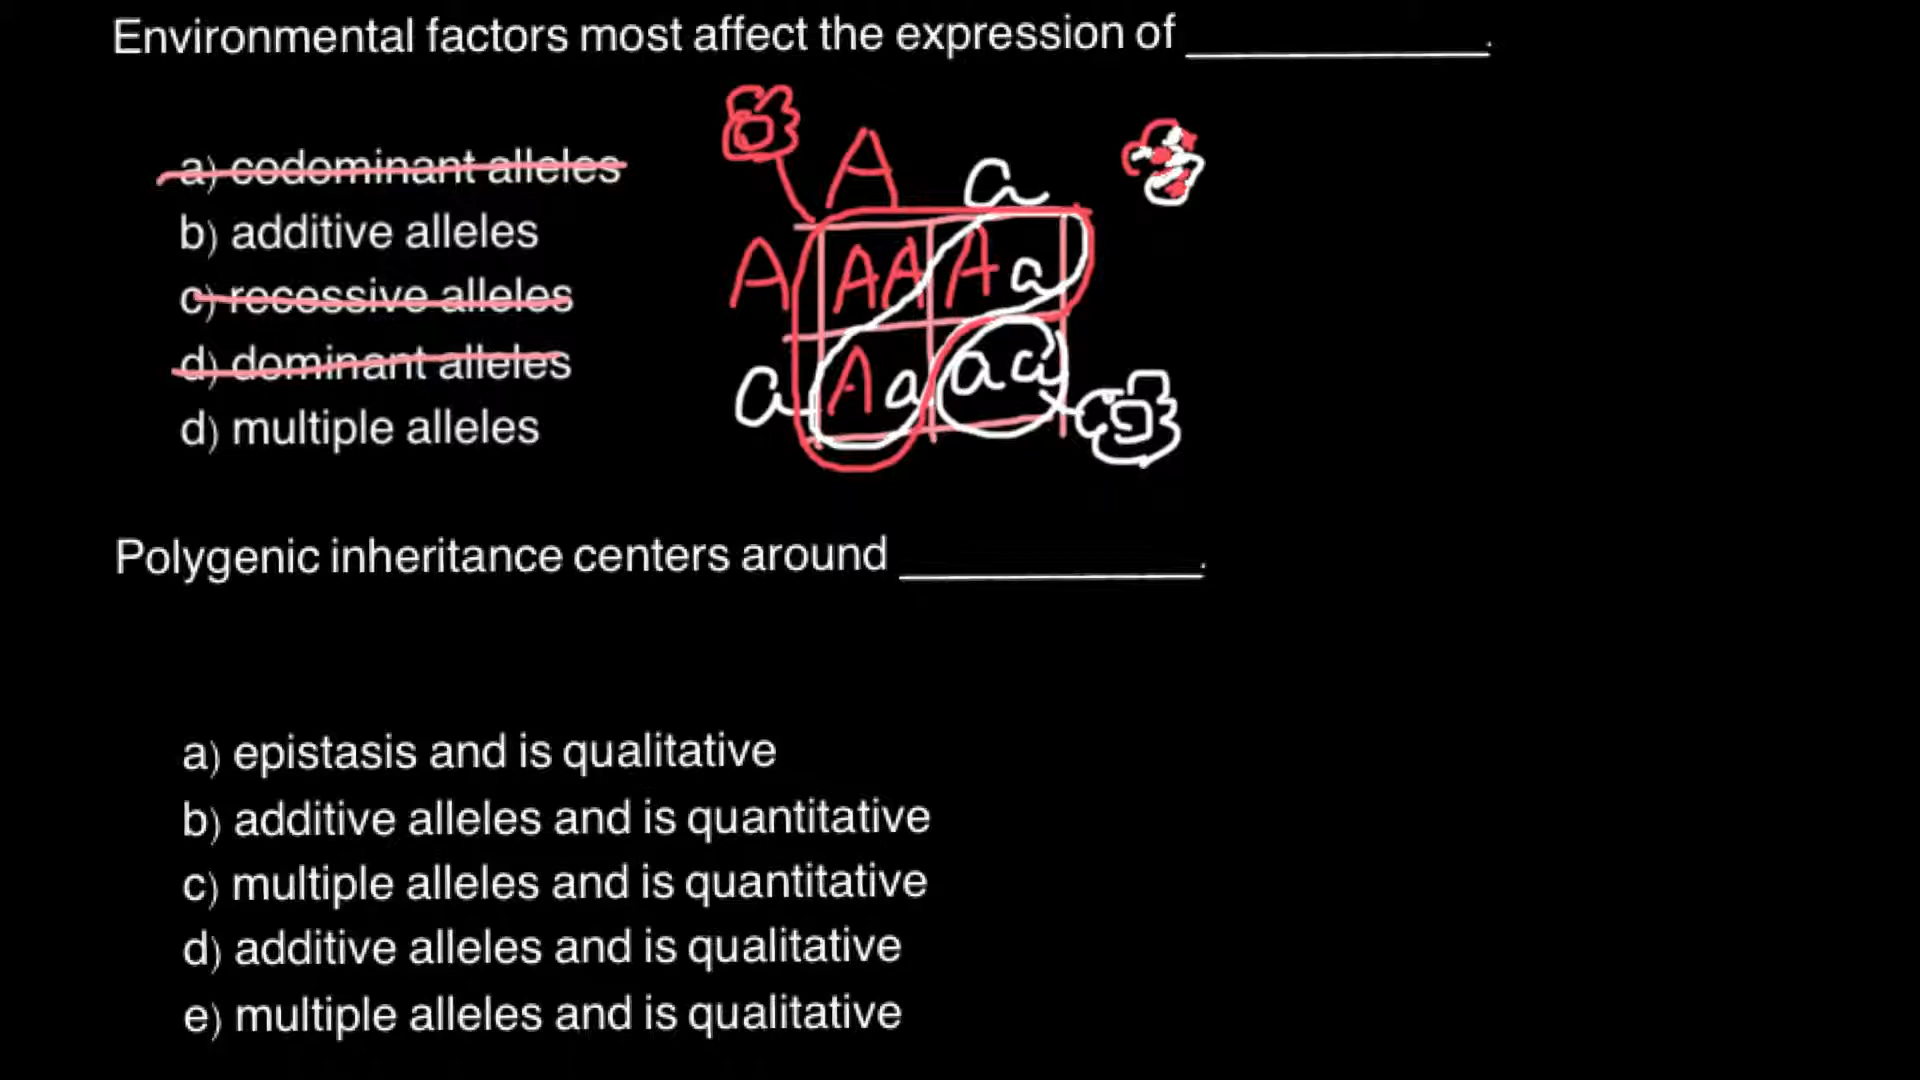 Environmental factors most affect the expression of ____________.
a) codominant alleles
b) additive alleles
c) recessive alleles
d) dominant alleles
d) multiple alleles
A a
A AA Aa
a Aa aa
Polygenic inheritance centers around ____________.
a) epistasis and is qualitative
b) additive alleles and is quantitative
c) multiple alleles and is quantitative
d) additive alleles and is qualitative
e) multiple alleles and is qualitative